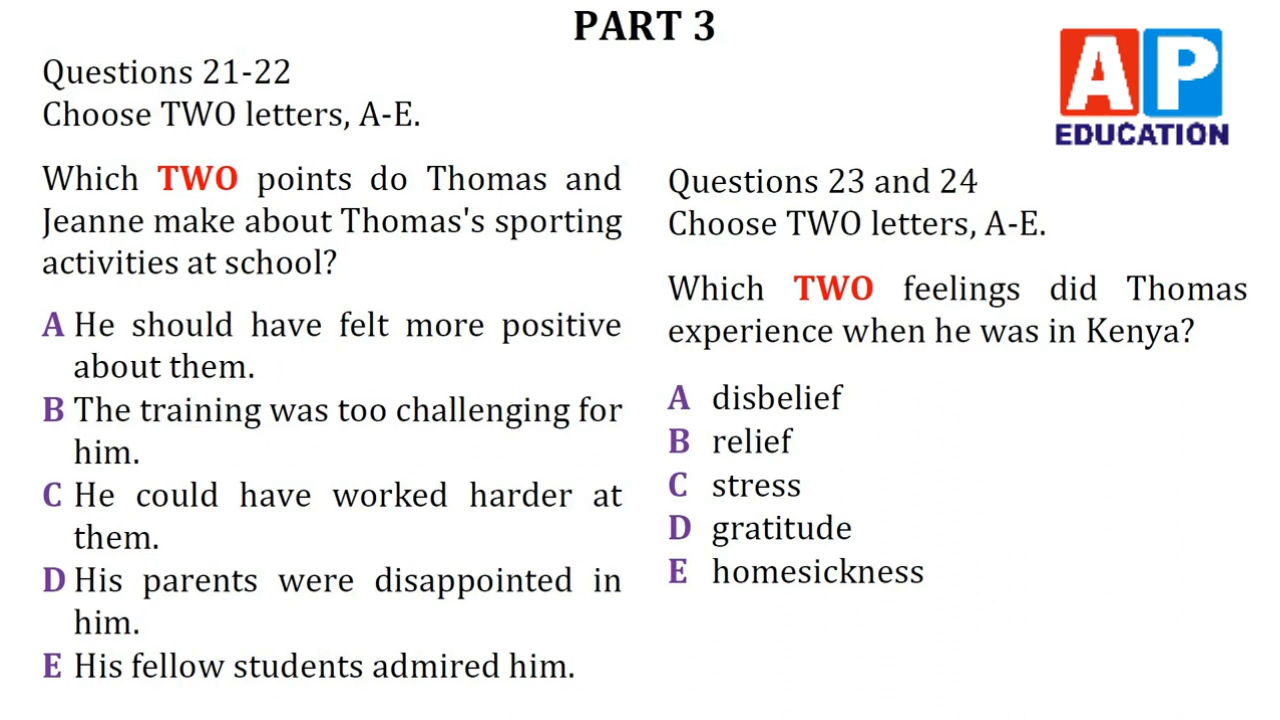 PART 3
Questions 21-22
Choose TWO letters, A-E.
Which TWO points do Thomas and
Jeanne make about Thomas's sporting
activities at school?
A He should have felt more positive
about them.
B The training was too challenging for
him.
C He could have worked harder at
them.
D His parents were disappointed in
him.
E His fellow students admired him.
AP
EDUCATION
Questions 23 and 24
Choose TWO letters, A-E.
Which TWO feelings did Thomas
experience when he was in Kenya?
A disbelief
B relief
C stress
D gratitude
E homesickness